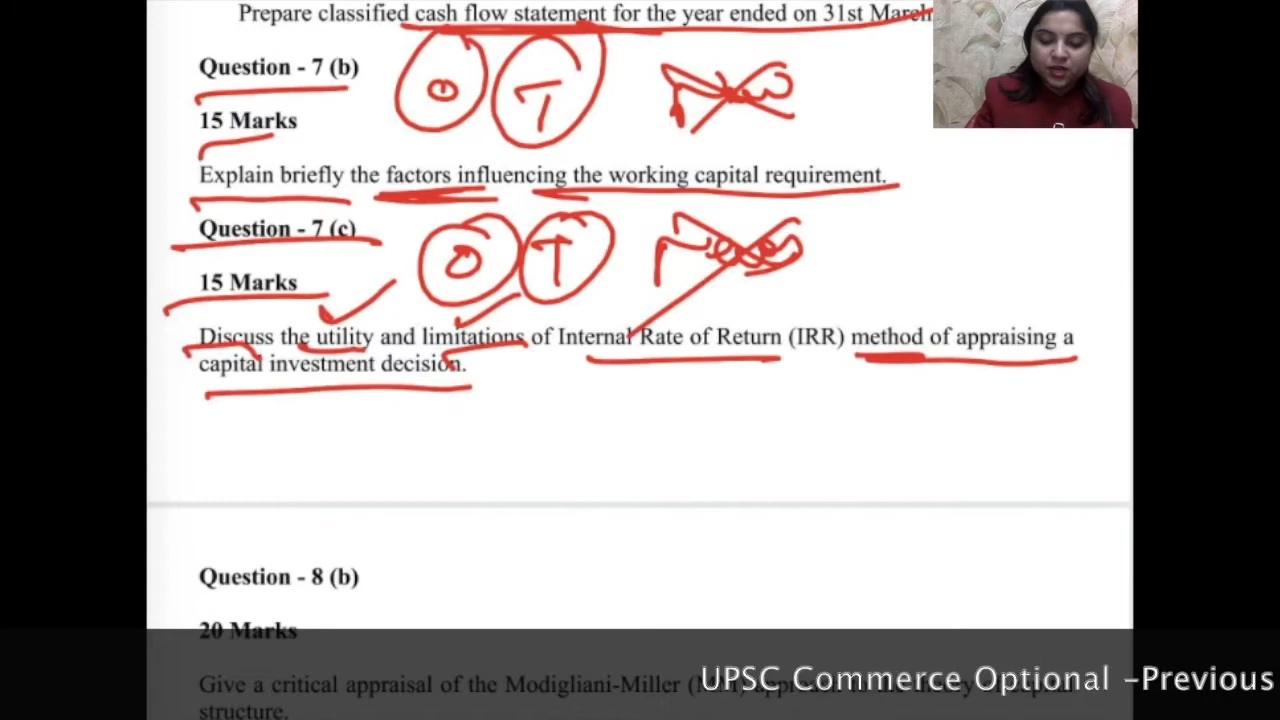 Prepare classified cash flow statement for the year ended on 31st March
Question - 7 (b)
O T
15 Marks
Explain briefly the factors influencing the working capital requirement.
Question - 7 (c)
O T
15 Marks
Discuss the utility and limitations of Internal Rate of Return (IRR) method of appraising a
capital investment decision.
Question - 8 (b)
20 Marks
Give a critical appraisal of the Modigliani-Miller
structure.
UPSC Commerce Optional -Previous